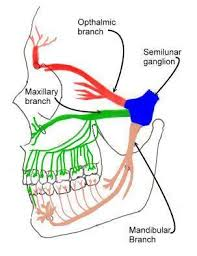 Opthalmic
branch
Semilunar
ganglion
Maxillary
branch
Mandibular
Branch